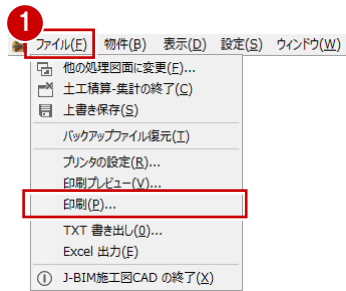 1
ファイル(F) 物件(B) 表示(D) 設定(S) ウィンドウ(W)
他の処理図面に変更(F)...
土工積算-集計の終了(C)
上書き保存(S)
バックアップファイル復元(T)
プリンタの設定(R)...
印刷プレビュー(V)...
印刷(P)...
TXT 書き出し(0)...
Excel 出力(E)
J-BIM施工図CAD の終了(X)